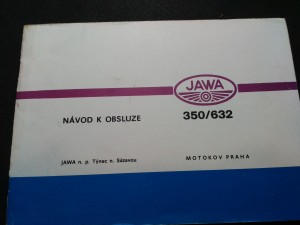 JAWA
NÁVOD K OBSLUZE 350/632
JAWA n. p. Týnec n. Sázavou MOTOKOV PRAHA